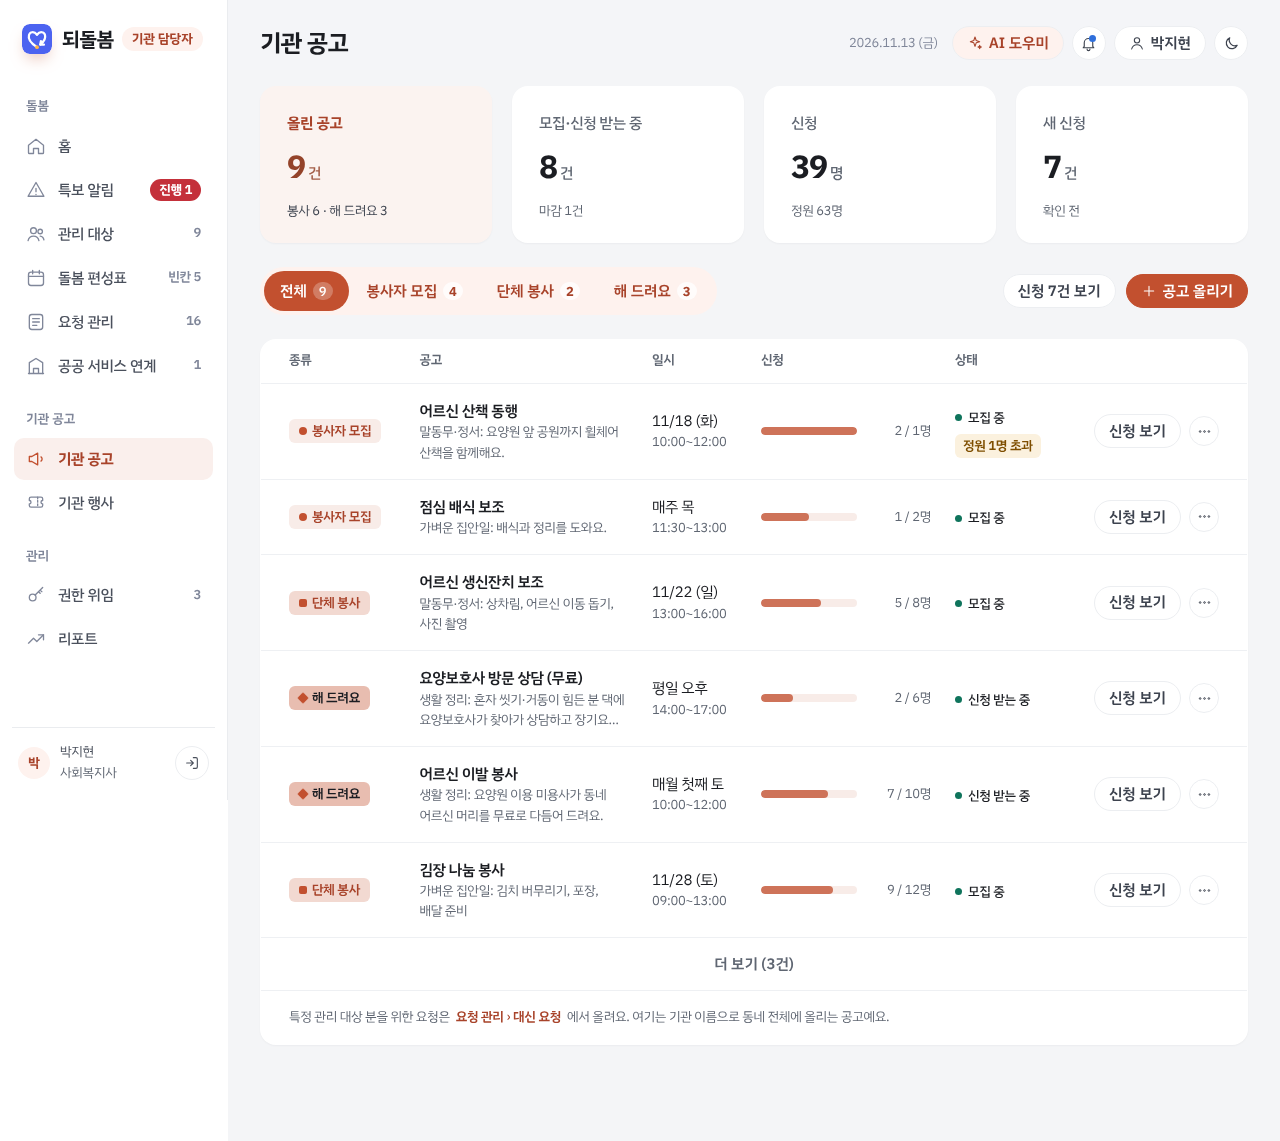 되돌봄 기관 담당자
돌봄
홈
특보 알림 진행 1
관리 대상 9
돌봄 편성표 빈칸 5
요청 관리 16
공공 서비스 연계 1
기관 공고
기관 공고
기관 행사
관리
권한 위임 3
리포트
박 박지현
사회복지사
기관 공고 2026.11.13 (금) AI 도우미 박지현
올린 공고
9건
봉사 6 · 해 드려요 3
모집·신청 받는 중
8건
마감 1건
신청
39명
정원 63명
새 신청
7건
확인 전
전체 9 봉사자 모집 4 단체 봉사 2 해 드려요 3 신청 7건 보기 + 공고 올리기
종류 공고 일시 신청 상태
봉사자 모집
어르신 산책 동행
말동무·정서: 요양원 앞 공원까지 휠체어
산책을 함께해요.
11/18 (화)
10:00~12:00
2 / 1명
모집 중
정원 1명 초과
신청 보기 ···
봉사자 모집
점심 배식 보조
가벼운 집안일: 배식과 정리를 도와요.
매주 목
11:30~13:00
1 / 2명
모집 중
신청 보기 ···
단체 봉사
어르신 생신잔치 보조
말동무·정서: 상차림, 어르신 이동 돕기,
사진 촬영
11/22 (일)
13:00~16:00
5 / 8명
모집 중
신청 보기 ···
해 드려요
요양보호사 방문 상담 (무료)
생활 정리: 혼자 씻기·거동이 힘든 분 댁에
요양보호사가 찾아가 상담하고 장기요...
평일 오후
14:00~17:00
2 / 6명
신청 받는 중
신청 보기 ···
해 드려요
어르신 이발 봉사
생활 정리: 요양원 이용 미용사가 동네
어르신 머리를 무료로 다듬어 드려요.
매월 첫째 토
10:00~12:00
7 / 10명
신청 받는 중
신청 보기 ···
단체 봉사
김장 나눔 봉사
가벼운 집안일: 김치 버무리기, 포장,
배달 준비
11/28 (토)
09:00~13:00
9 / 12명
모집 중
신청 보기 ···
더 보기 (3건)
특정 관리 대상 분을 위한 요청은 요청 관리 › 대신 요청 에서 올려요. 여기는 기관 이름으로 동네 전체에 올리는 공고예요.